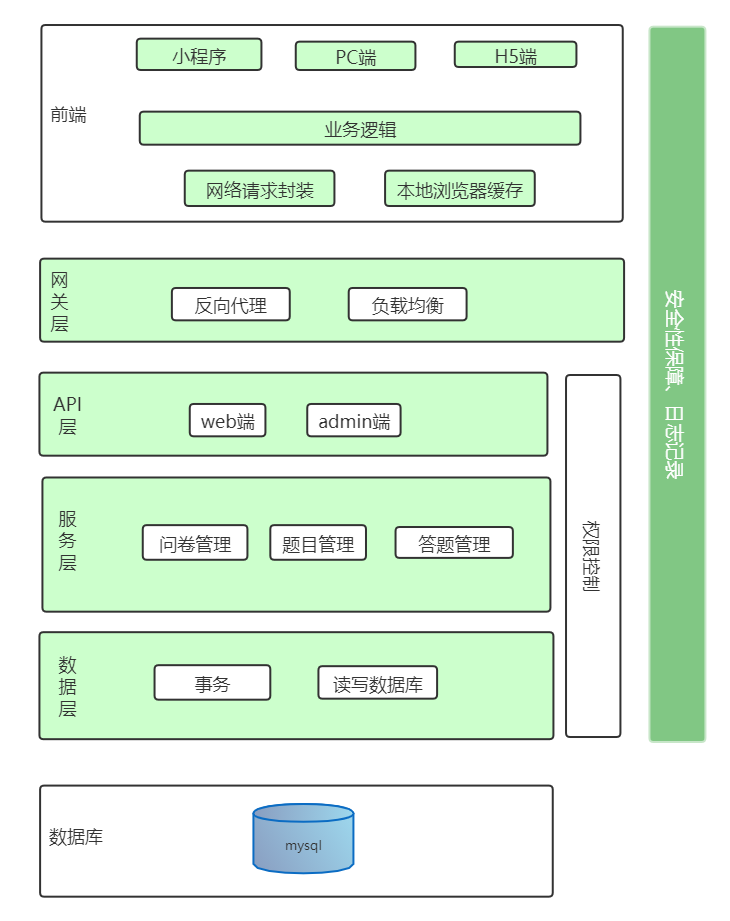 小程序
PC端
H5端
前端
业务逻辑
网络请求封装
本地浏览器缓存
网
关
层
反向代理
负载均衡
API
层
web端
admin端
服
务
层
问卷管理
题目管理
答题管理
数
据
层
事务
读写数据库
权限控制
安全性保障、日志记录
数据库
mysql